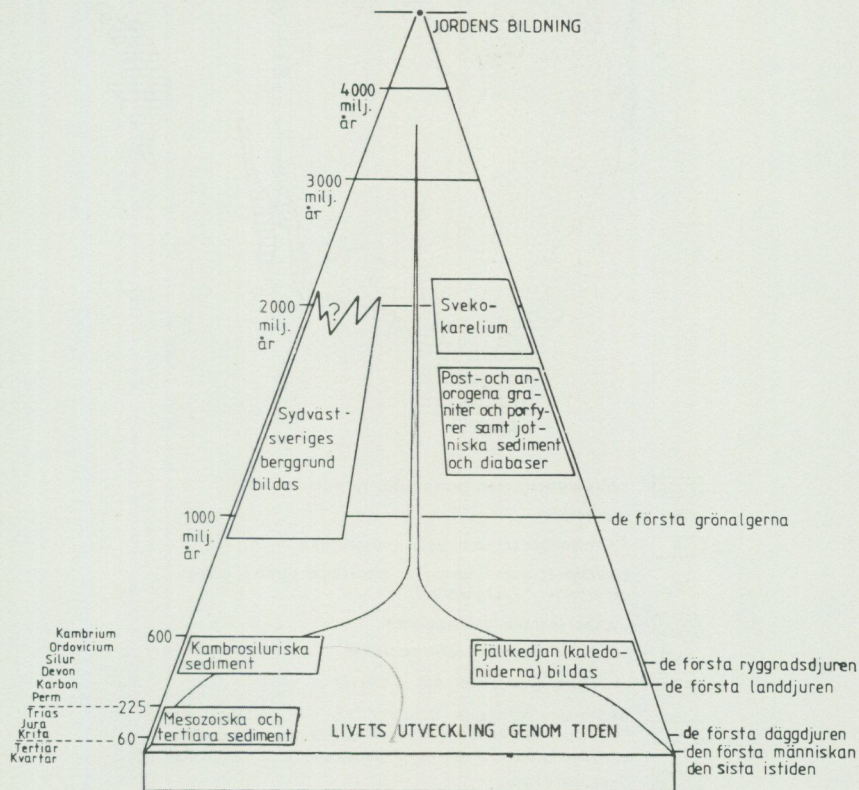 JORDENS BILDNING
4000
milj.
år
3000
milj.
år
2000
milj.
år
?
Sveko-
karelium
Post- och an-
orogena gra-
niter och porfy-
rer samt jot-
niska sediment
och diabaser
Sydväst-
sveriges
berggrund
bildas
1000
milj.
år
de första grönalgerna
Kambrium
Ordovicium
Silur
Devon
Karbon
Perm
Trias
Jura
Krita
Tertiär
Kvartär
600
225
60
Kambrosiluriska
sediment
Fjällkedjan (kaledo-
niderna) bildas
de första ryggradsdjuren
de första landdjuren
Mesozoiska och
tertiära sediment
LIVETS UTVECKLING GENOM TIDEN
de första däggdjuren
den första människan
den sista istiden